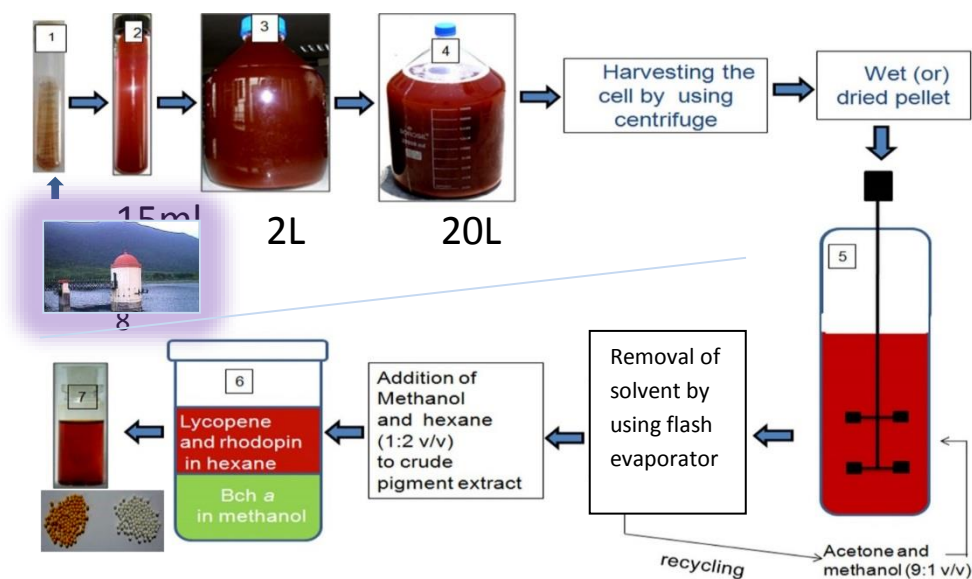 1
2
3
4
Harvesting the
cell by using
centrifuge
Wet (or)
dried pellet
15ml
2L
20L
5
8
Removal of
solvent by
using flash
evaporator
Addition of
Methanol
and hexane
(1:2 v/v)
to crude
pigment extract
6
Lycopene
and rhodopin
in hexane
Bch a
in methanol
7
recycling
Acetone and
methanol (9:1 v/v)